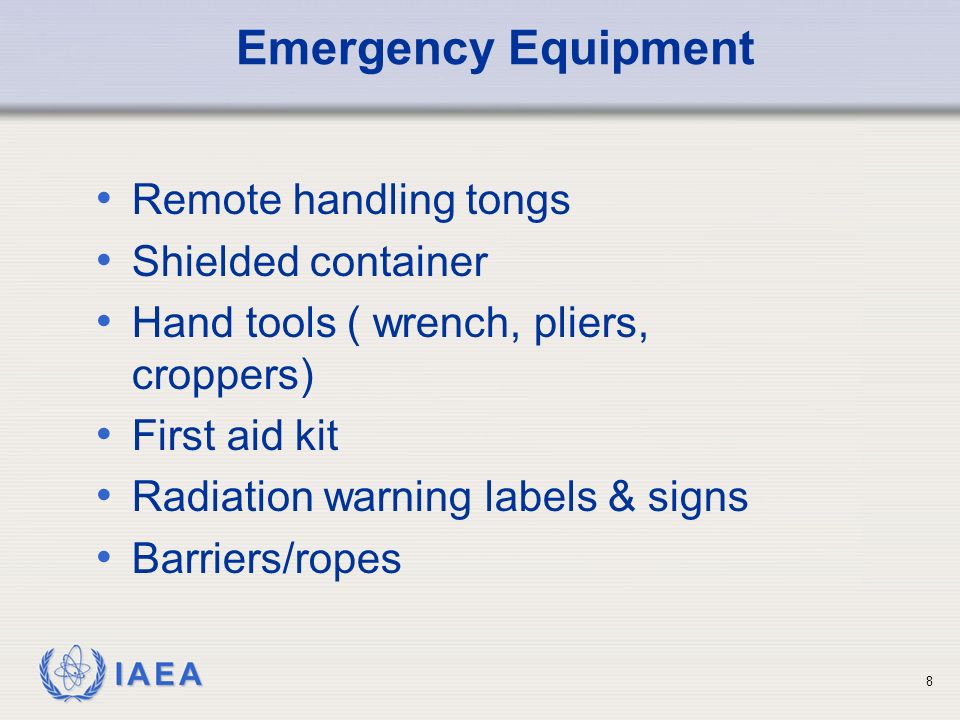 Emergency Equipment
• Remote handling tongs
• Shielded container
• Hand tools ( wrench, pliers,
croppers)
• First aid kit
• Radiation warning labels & signs
• Barriers/ropes
IAEA
8